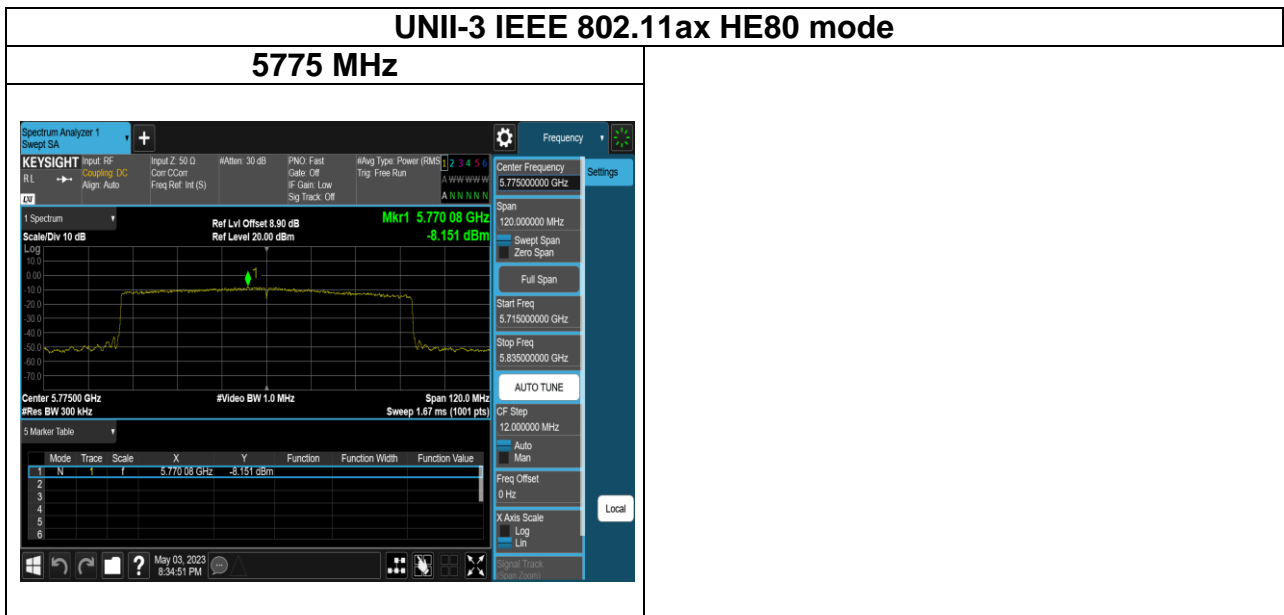 UNII-3 IEEE 802.11ax HE80 mode
5775 MHz
Spectrum Analyzer 1
Swept SA
+
Frequency
KEYSIGHT
RL
LXI
Input: RF
Coupling: DC
Align: Auto
Input Z: 50 Ω
Corr CCorr
Freq Ref: Int (S)
#Atten: 30 dB
PNO: Fast
Gate: Off
IF Gain: Low
Sig Track: Off
#Avg Type: Power (RMS
Trig: Free Run
1 2 3 4 5 6
A W W W W W
A N N N N N
Center Frequency
5.775000000 GHz
Settings
1 Spectrum
Scale/Div 10 dB
Ref Lvl Offset 8.90 dB
Ref Level 20.00 dBm
Mkr1 5.770 08 GHz
-8.151 dBm
Span
120.000000 MHz
Swept Span
Zero Span
Full Span
Start Freq
5.715000000 GHz
Stop Freq
5.835000000 GHz
AUTO TUNE
CF Step
12.000000 MHz
Auto
Man
Freq Offset
0 Hz
X Axis Scale
Log
Lin
Signal Track
(Span Zoom)
Local
Log
10.0
0.00
-10.0
-20.0
-30.0
-40.0
-50.0
-60.0
-70.0
1
Center 5.77500 GHz
#Res BW 300 kHz
#Video BW 1.0 MHz
Span 120.0 MHz
Sweep 1.67 ms (1001 pts)
5 Marker Table
Mode Trace Scale X Y Function Function Width Function Value
1 N 1 f 5.770 08 GHz -8.151 dBm
2
3
4
5
6
?
May 03, 2023
8:34:51 PM